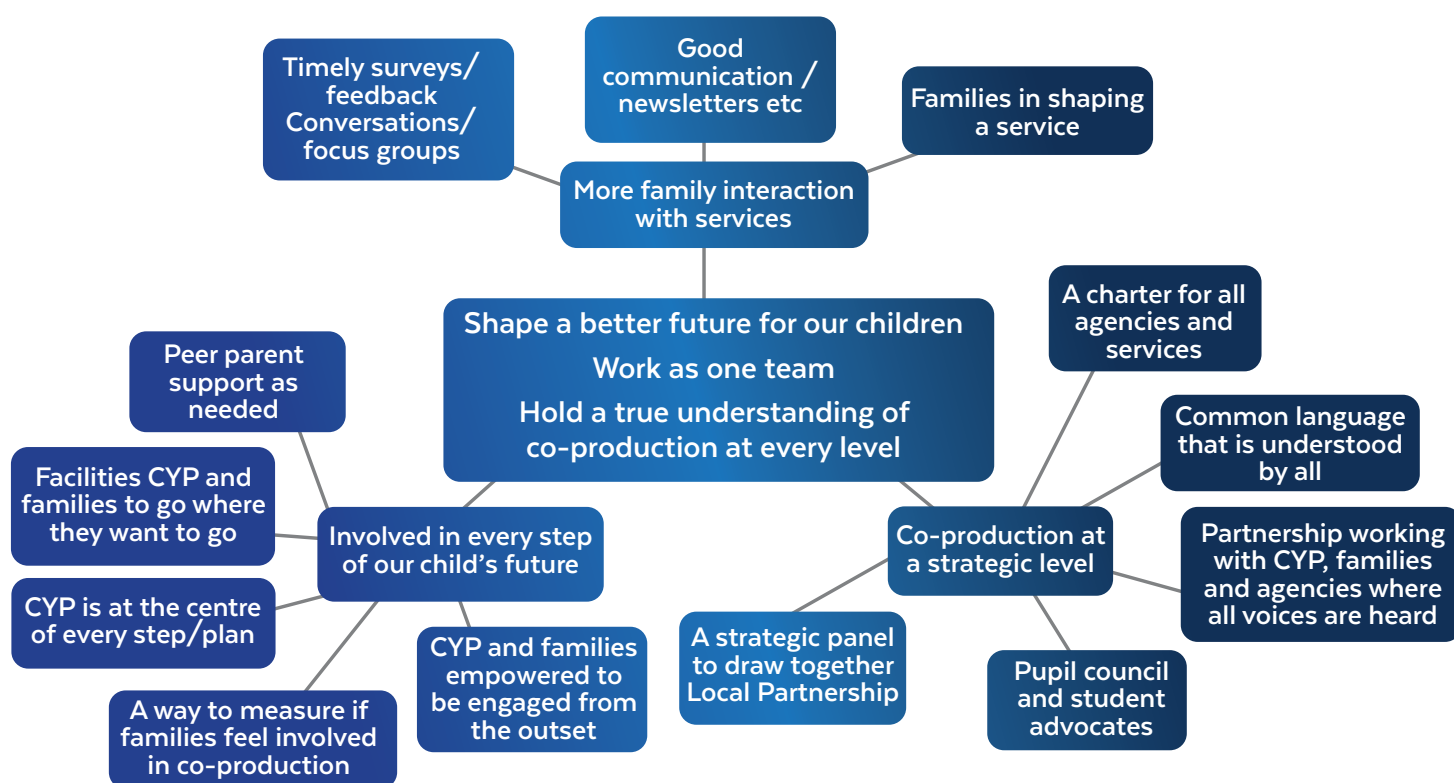 Timely surveys/
feedback
Conversations/
focus groups
Good
communication /
newsletters etc
Families in shaping
a service
More family interaction
with services
Shape a better future for our children
Work as one team
Hold a true understanding of
co-production at every level
Peer parent
support as
needed
Facilities CYP and
families to go where
they want to go
Involved in every step
of our child’s future
CYP is at the centre
of every step/plan
A way to measure if
families feel involved
in co-production
CYP and families
empowered to
be engaged from
the outset
A charter for all
agencies and
services
Common language
that is understood
by all
Co-production at
a strategic level
Partnership working
with CYP, families
and agencies where
all voices are heard
A strategic panel
to draw together
Local Partnership
Pupil council
and student
advocates